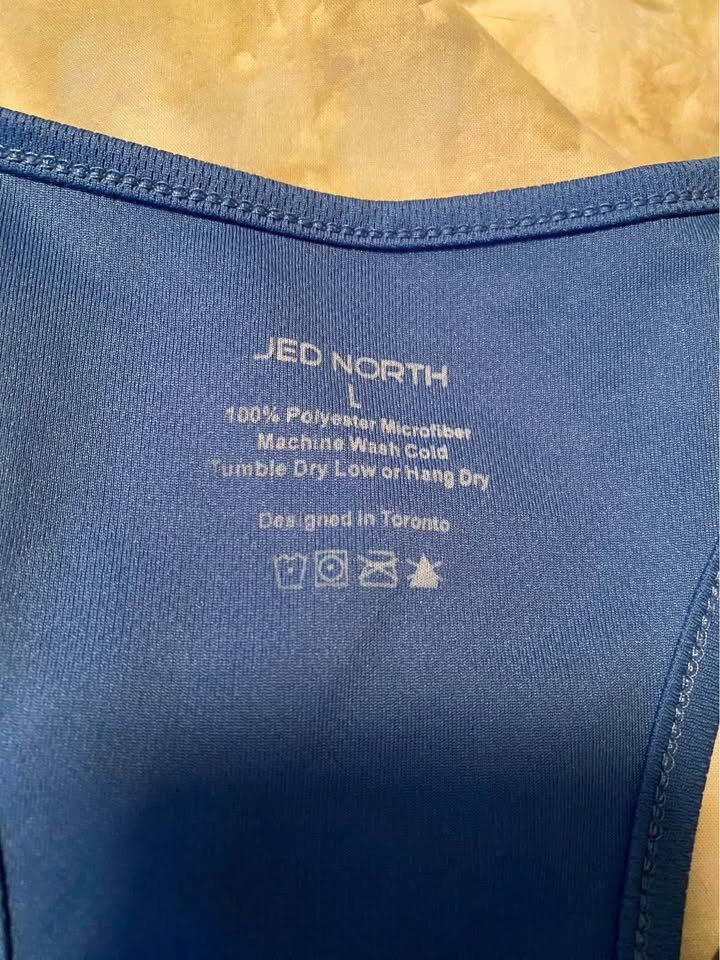 JED NORTH
L
100% Polyester Microfiber
Machine Wash Cold
Tumble Dry Low or Hang Dry
Designed in Toronto